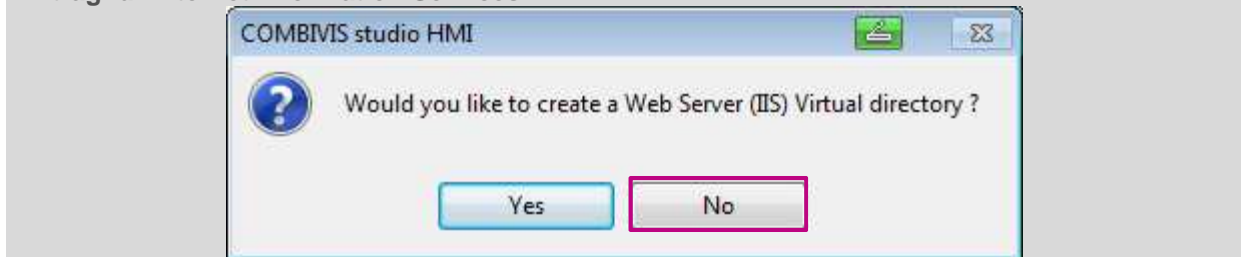 COMBIVIS studio HMI
Would you like to create a Web Server (IIS) Virtual directory ?
Yes
No